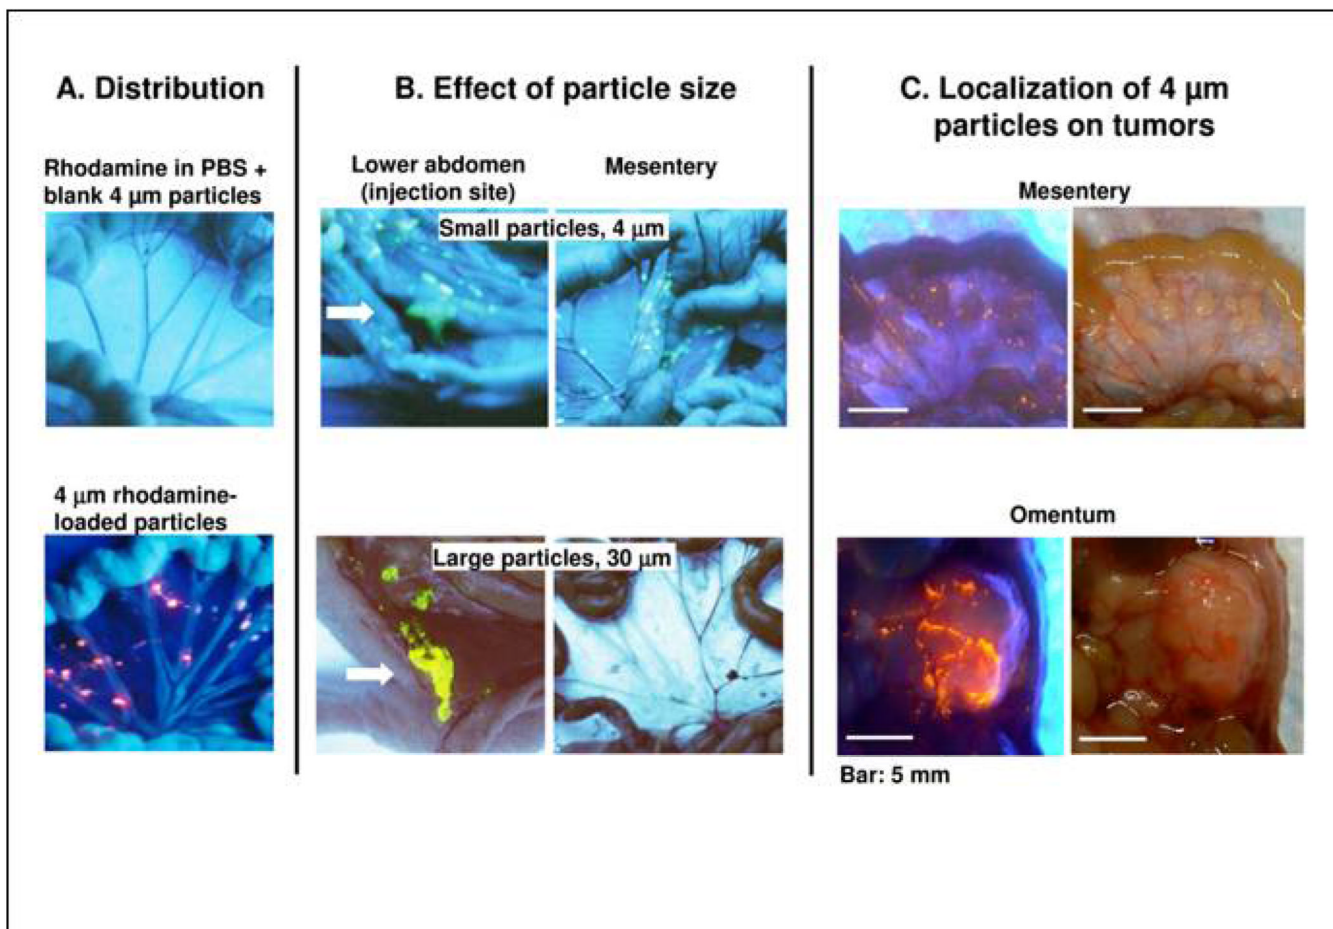 A. Distribution
Rhodamine in PBS +
blank 4 µm particles
4 µm rhodamine-
loaded particles
B. Effect of particle size
Lower abdomen
(injection site)
Mesentery
Small particles, 4 µm
Large particles, 30 µm
C. Localization of 4 µm
particles on tumors
Mesentery
Omentum
Bar: 5 mm